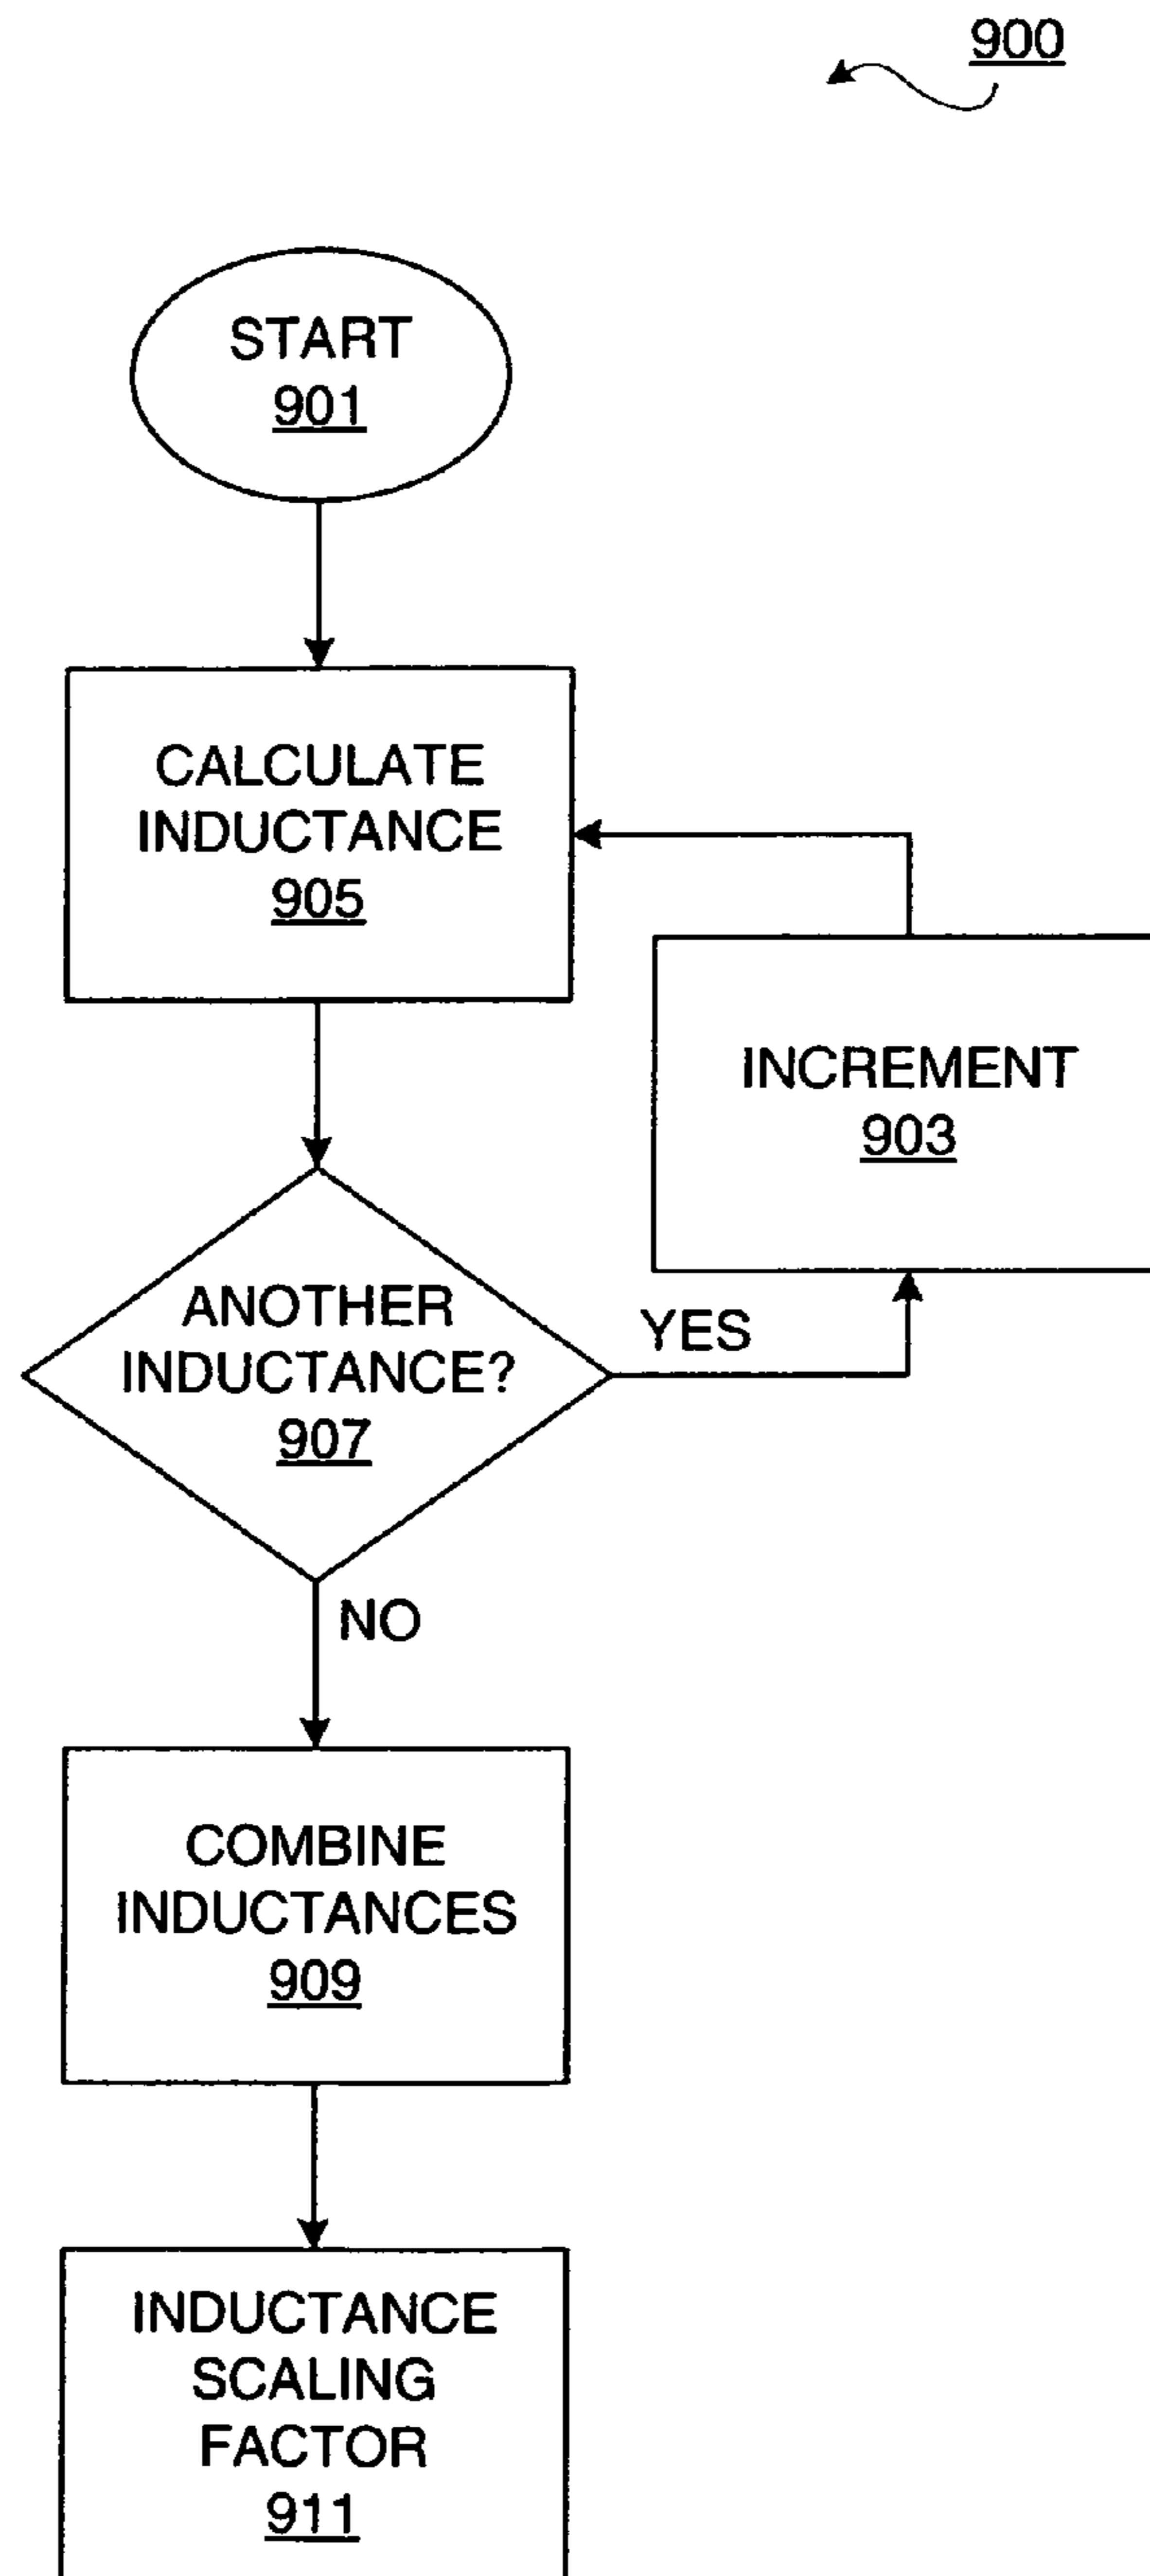 900
START
901
CALCULATE
INDUCTANCE
905
INCREMENT
903
ANOTHER
INDUCTANCE?
907
YES
NO
COMBINE
INDUCTANCES
909
INDUCTANCE
SCALING
FACTOR
911